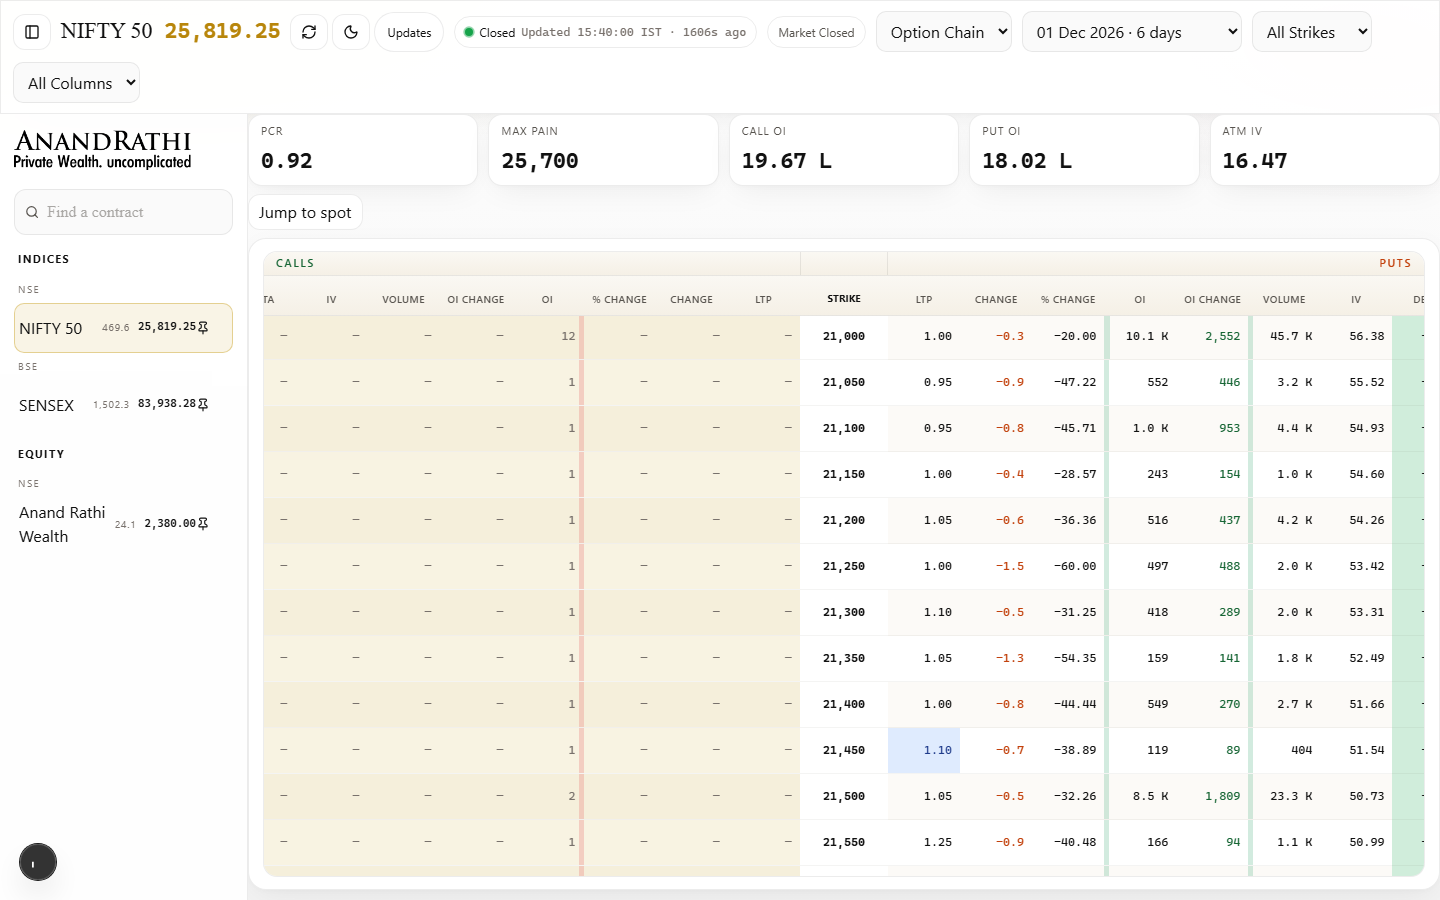 NIFTY 50 25,819.25 Updates Closed Updated 15:40:00 IST · 1606s ago Market Closed Option Chain 01 Dec 2026 · 6 days All Strikes
All Columns
ANANDRATHI
Private Wealth. uncomplicated
Find a contract
INDICES
NSE
NIFTY 50 469.6 25,819.25
BSE
SENSEX 1,502.3 83,938.28
EQUITY
NSE
Anand Rathi Wealth 24.1 2,380.00
PCR
0.92
MAX PAIN
25,700
CALL OI
19.67 L
PUT OI
18.02 L
ATM IV
16.47
Jump to spot
CALLS PUTS
TA IV VOLUME OI CHANGE OI % CHANGE CHANGE LTP STRIKE LTP CHANGE % CHANGE OI OI CHANGE VOLUME IV DE
– – – – 12 – – – 21,000 1.00 −0.3 −20.00 10.1 K 2,552 45.7 K 56.38
– – – – 1 – – – 21,050 0.95 −0.9 −47.22 552 446 3.2 K 55.52
– – – – 1 – – – 21,100 0.95 −0.8 −45.71 1.0 K 953 4.4 K 54.93
– – – – 1 – – – 21,150 1.00 −0.4 −28.57 243 154 1.0 K 54.60
– – – – 1 – – – 21,200 1.05 −0.6 −36.36 516 437 4.2 K 54.26
– – – – 1 – – – 21,250 1.00 −1.5 −60.00 497 488 2.0 K 53.42
– – – – 1 – – – 21,300 1.10 −0.5 −31.25 418 289 2.0 K 53.31
– – – – 1 – – – 21,350 1.05 −1.3 −54.35 159 141 1.8 K 52.49
– – – – 1 – – – 21,400 1.00 −0.8 −44.44 549 270 2.7 K 51.66
– – – – 1 – – – 21,450 1.10 −0.7 −38.89 119 89 404 51.54
– – – – 2 – – – 21,500 1.05 −0.5 −32.26 8.5 K 1,809 23.3 K 50.73
– – – – 1 – – – 21,550 1.25 −0.9 −40.48 166 94 1.1 K 50.99